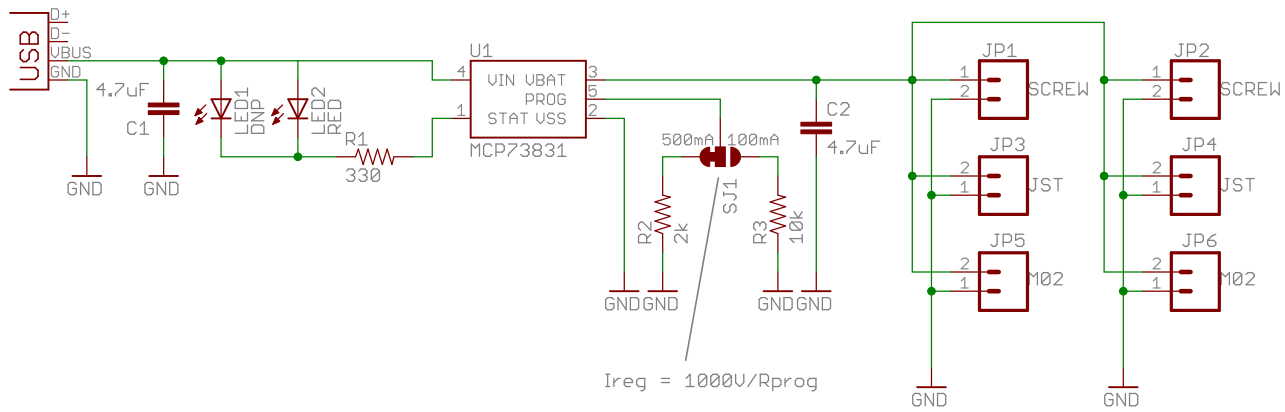 USB
D+
D-
VBUS
GND
4.7uF
C1
GND
GND
LED1
DNP
LED2
RED
R1
330
U1
4
1
VIN VBAT
PROG
STAT VSS
3
5
2
MCP73831
500mA
100mA
SJ1
R2
2k
R3
10k
C2
4.7uF
GND
GND
GND
GND
Ireg = 1000V/Rprog
JP1
1
2
SCREW
JP2
1
2
SCREW
JP3
2
1
JST
JP4
2
1
JST
JP5
2
1
M02
JP6
2
1
M02
GND
GND